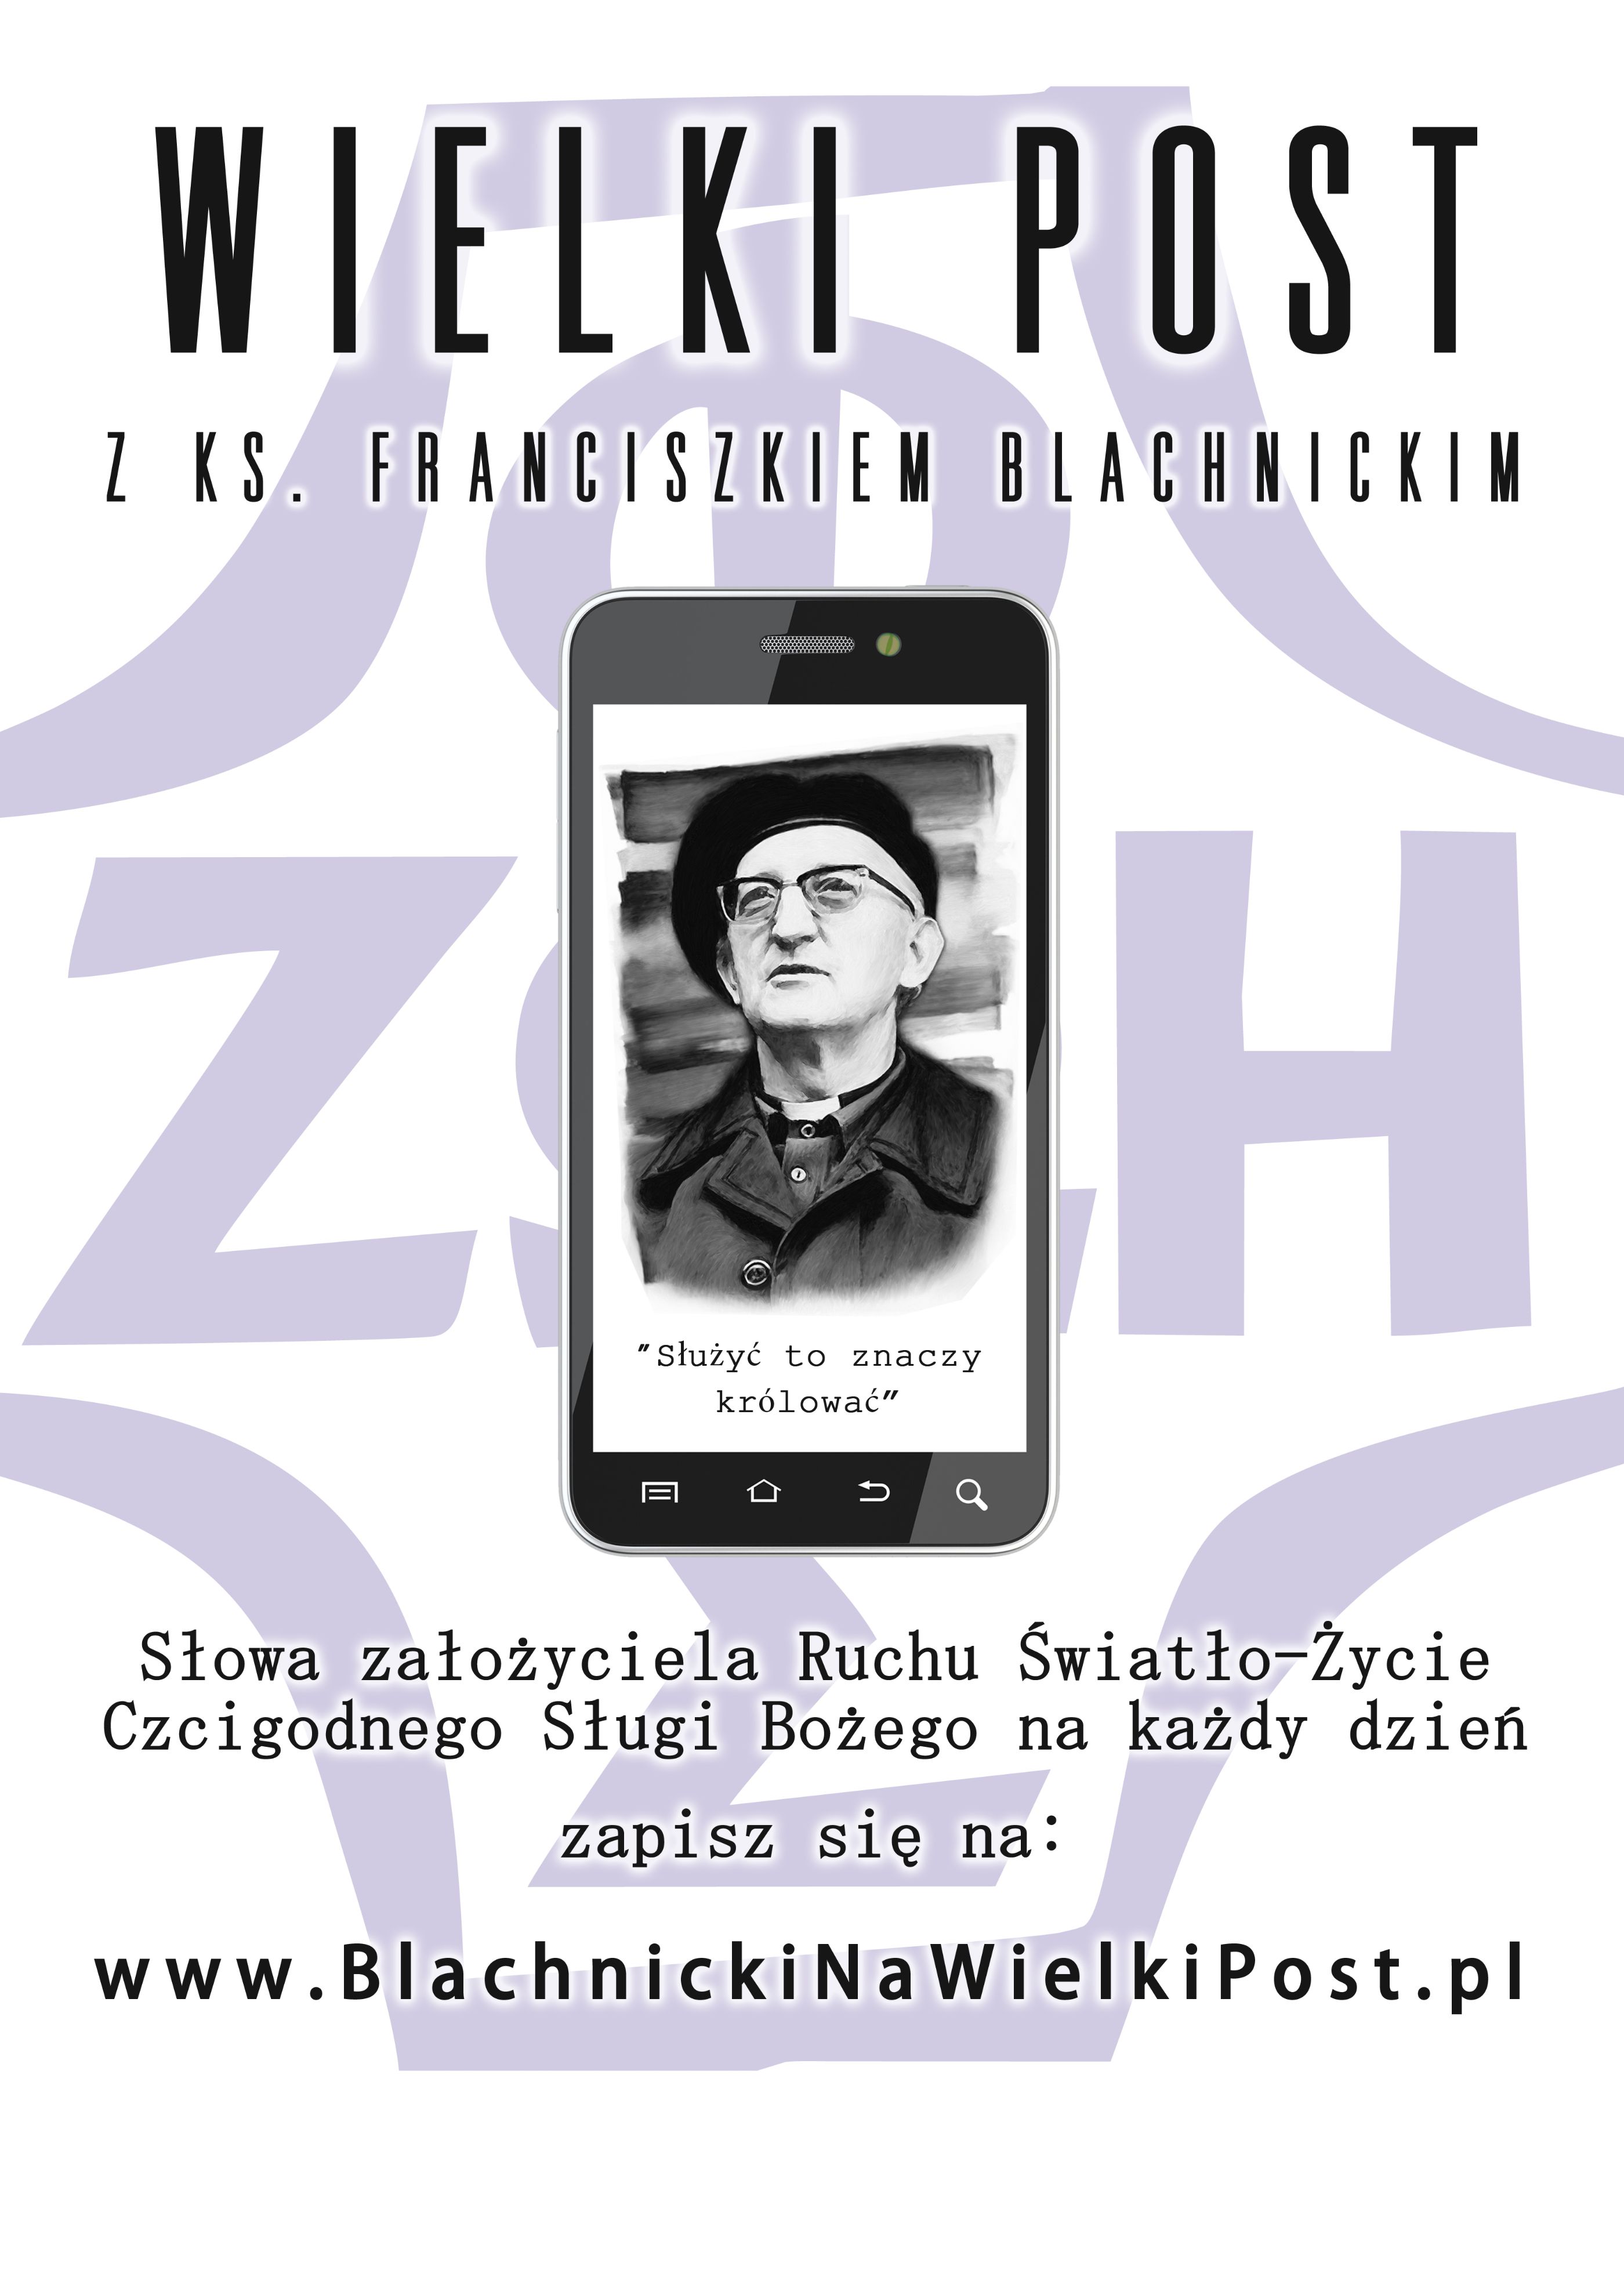 WIELKI POST
Z KS. FRANCISZKIEM BLACHNICKIM
"Służyć to znaczy
królować"
Słowa założyciela Ruchu Światło-Życie
Czcigodnego Sługi Bożego na każdy dzień
zapisz się na:
www.BlachnickiNaWielkiPost.pl